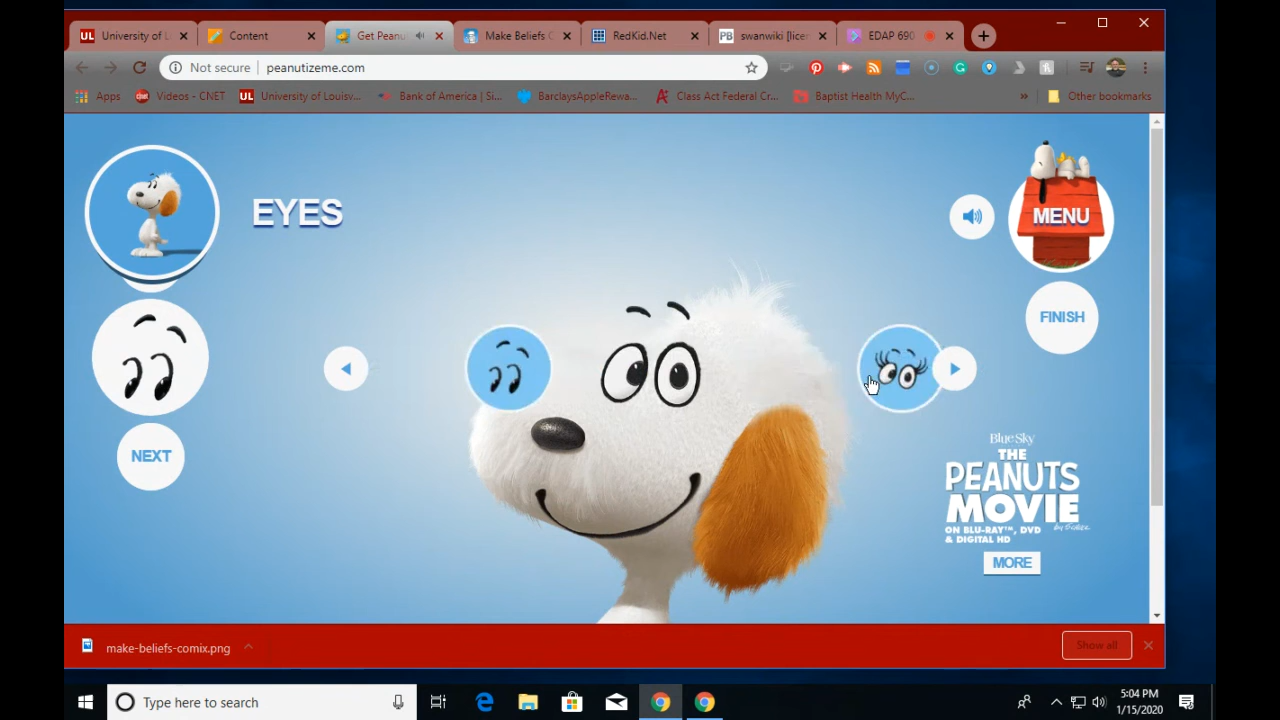 University of L
Content
Get Peanu
Make Beliefs C
RedKid.Net
swanwiki [lice
EDAP 690
Not secure
peanutizeme.com
Apps
Videos - CNET
University of Louisv...
Bank of America | Si...
BarclaysAppleRewa...
Class Act Federal Cr...
Baptist Health MyC...
»
Other bookmarks
EYES
MENU
FINISH
NEXT
Blue Sky
THE
PEANUTS
MOVIE
ON BLU-RAY™, DVD
& DIGITAL HD
MORE
make-beliefs-comix.png
Show all
Type here to search
5:04 PM
1/15/2020